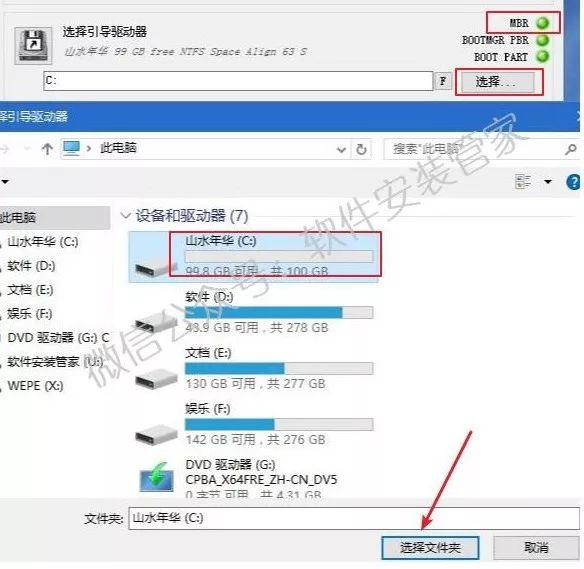 选择引导驱动器
MBR
山水年华 99 GB free NTFS Space Align 63 S
BOOTMGR PBR
BOOT PART
C:
F
选择...
择引导驱动器
此电脑
搜索"此电脑"
此电脑
设备和驱动器 (7)
山水年华 (C:)
软件 (D:)
文档 (E:)
娱乐 (F:)
DVD 驱动器 (G:) C
软件安装管家 (U:)
WEPE (X:)
山水年华 (C:)
99.8 GB 可用，共 100 GB
软件 (D:)
48.9 GB 可用，共 278 GB
文档 (E:)
130 GB 可用，共 277 GB
娱乐 (F:)
142 GB 可用，共 276 GB
DVD 驱动器 (G:)
CPBA_X64FRE_ZH-CN_DV5
0 字节 可用，共 4.31 GB
文件夹:
山水年华 (C:)
选择文件夹
取消
微信公众号：软件安装管家